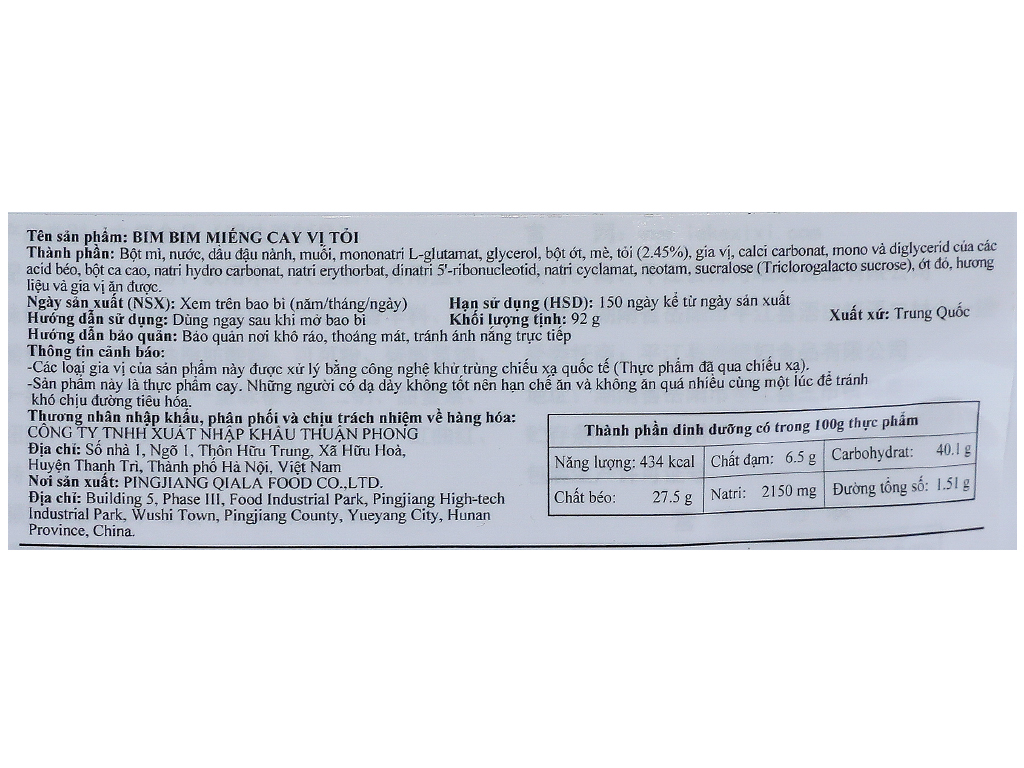 Tên sản phẩm: BIM BIM MIẾNG CAY VỊ TỎI
Thành phần: Bột mì, nước, dầu đậu nành, muối, mononatri L-glutamat, glycerol, bột ớt, mè, tỏi (2.45%), gia vị, calci carbonat, mono và diglycerid của các
acid béo, bột ca cao, natri hydro carbonat, natri erythorbat, dinatri 5'-ribonucleotid, natri cyclamat, neotam, sucralose (Triclorogalacto sucrose), ớt đỏ, hương
liệu và gia vị ăn được.
Ngày sản xuất (NSX): Xem trên bao bì (năm/tháng/ngày) Hạn sử dụng (HSD): 150 ngày kể từ ngày sản xuất
Hướng dẫn sử dụng: Dùng ngay sau khi mở bao bì Khối lượng tịnh: 92 g Xuất xứ: Trung Quốc
Hướng dẫn bảo quản: Bảo quản nơi khô ráo, thoáng mát, tránh ánh nắng trực tiếp
Thông tin cảnh báo:
-Các loại gia vị của sản phẩm này được xử lý bằng công nghệ khử trùng chiếu xạ quốc tế (Thực phẩm đã qua chiếu xạ).
-Sản phẩm này là thực phẩm cay. Những người có dạ dày không tốt nên hạn chế ăn và không ăn quá nhiều cùng một lúc để tránh
khó chịu đường tiêu hóa.
Thương nhân nhập khẩu, phân phối và chịu trách nhiệm về hàng hóa:
CÔNG TY TNHH XUẤT NHẬP KHẨU THUẬN PHONG
Địa chỉ: Số nhà 1, Ngõ 1, Thôn Hữu Trung, Xã Hữu Hoà,
Huyện Thanh Trì, Thành phố Hà Nội, Việt Nam
Nơi sản xuất: PINGJIANG QIALA FOOD CO.,LTD.
Địa chỉ: Building 5, Phase III, Food Industrial Park, Pingjiang High-tech
Industrial Park, Wushi Town, Pingjiang County, Yueyang City, Hunan
Province, China.
Thành phần dinh dưỡng có trong 100g thực phẩm
Năng lượng: 434 kcal Chất đạm: 6.5 g Carbohydrat: 40.1 g
Chất béo: 27.5 g Natri: 2150 mg Đường tổng số: 1.51 g